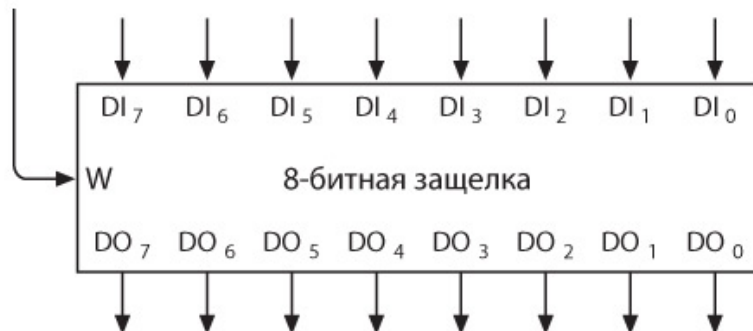 DI 7 DI 6 DI 5 DI 4 DI 3 DI 2 DI 1 DI 0
W 8-битная защелка
DO 7 DO 6 DO 5 DO 4 DO 3 DO 2 DO 1 DO 0